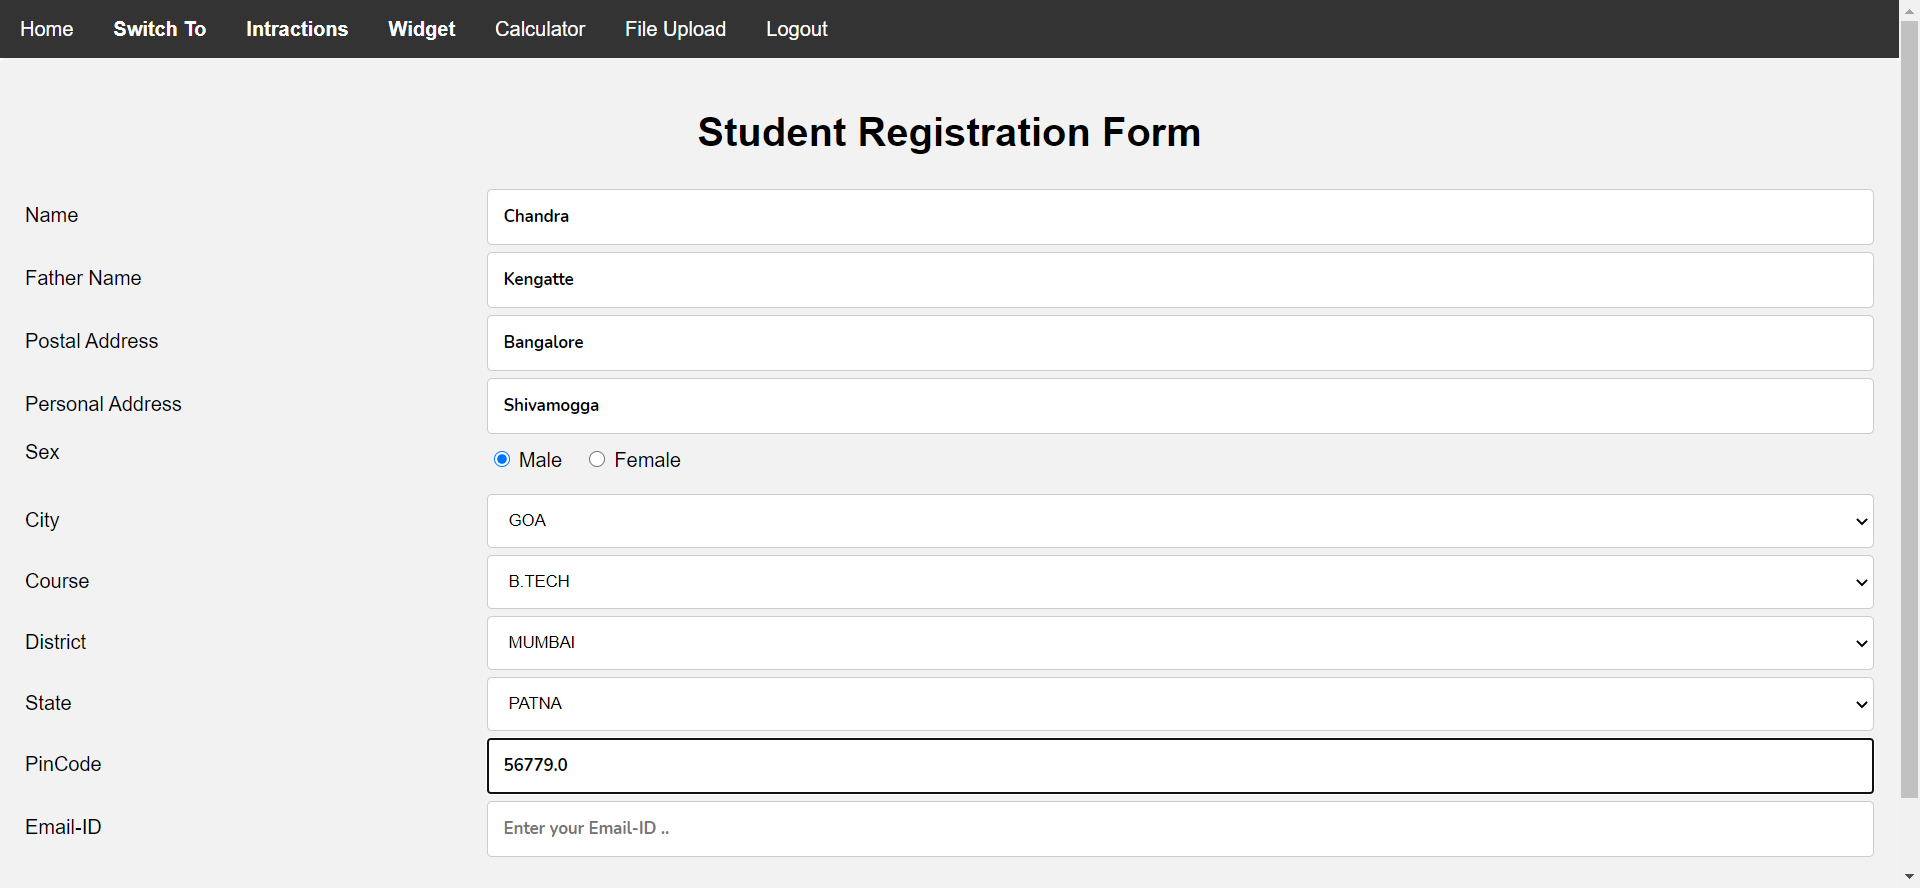 Home Switch To Intractions Widget Calculator File Upload Logout
Student Registration Form
Name Chandra
Father Name Kengatte
Postal Address Bangalore
Personal Address Shivamogga
Sex Male Female
City GOA
Course B.TECH
District MUMBAI
State PATNA
PinCode 56779.0
Email-ID Enter your Email-ID ..